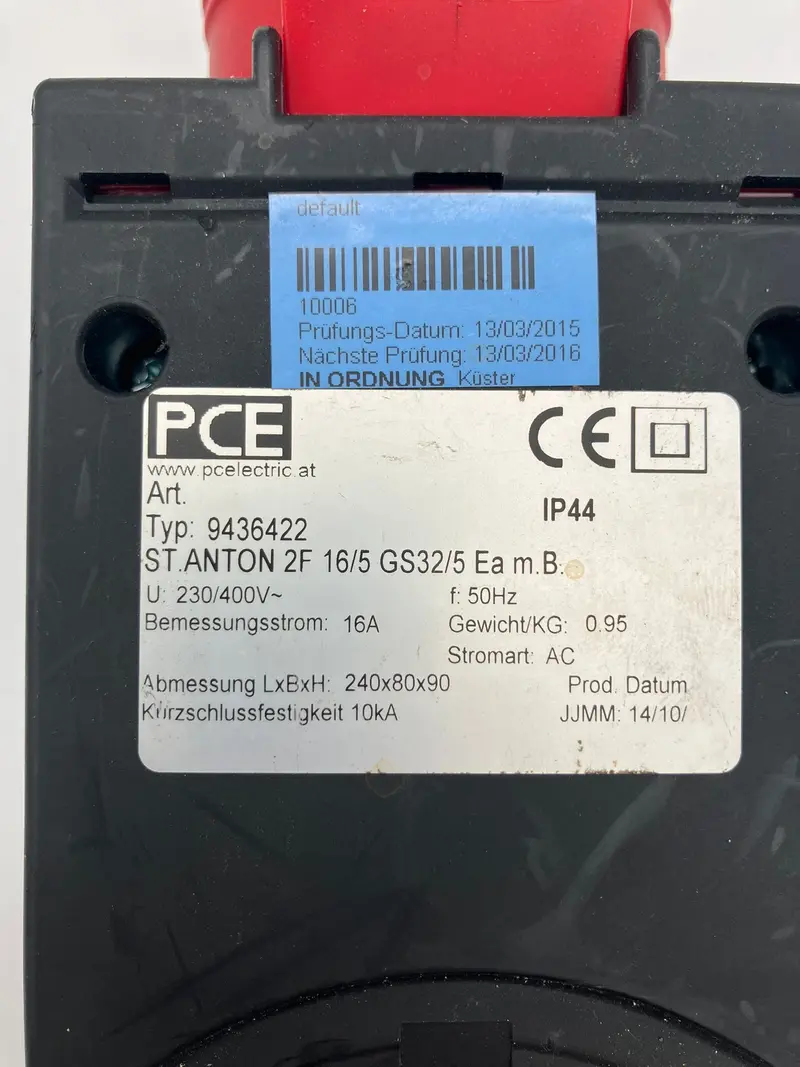 default
10006
Prüfungs-Datum: 13/03/2015
Nächste Prüfung: 13/03/2016
IN ORDNUNG Küster
PCE
www.pcelectric.at
CE
Art.
IP44
Typ: 9436422
ST.ANTON 2F 16/5 GS32/5 Ea m.B.
U: 230/400V~ f: 50Hz
Bemessungsstrom: 16A Gewicht/KG: 0.95
Stromart: AC
Abmessung LxBxH: 240x80x90 Prod. Datum
Kurzschlussfestigkeit 10kA JJMM: 14/10/